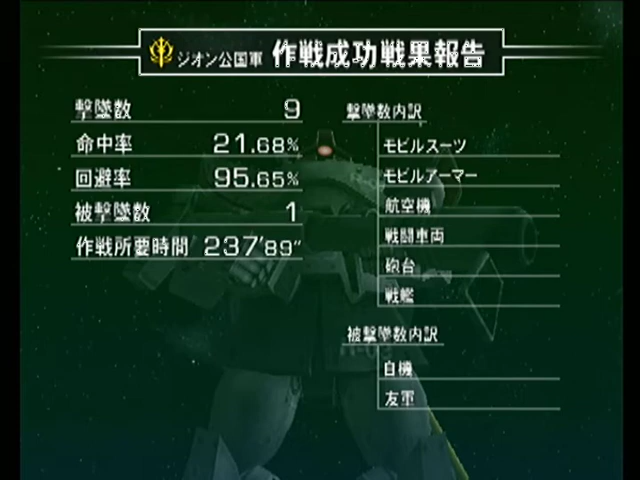 ジオン公国軍 作戦成功戦果報告
撃墜数 9
命中率 21.68%
回避率 95.65%
被撃墜数 1
作戦所要時間 237'89"
撃墜数内訳
モビルスーツ
モビルアーマー
航空機
戦闘車両
砲台
戦艦
被撃墜数内訳
自機
友軍